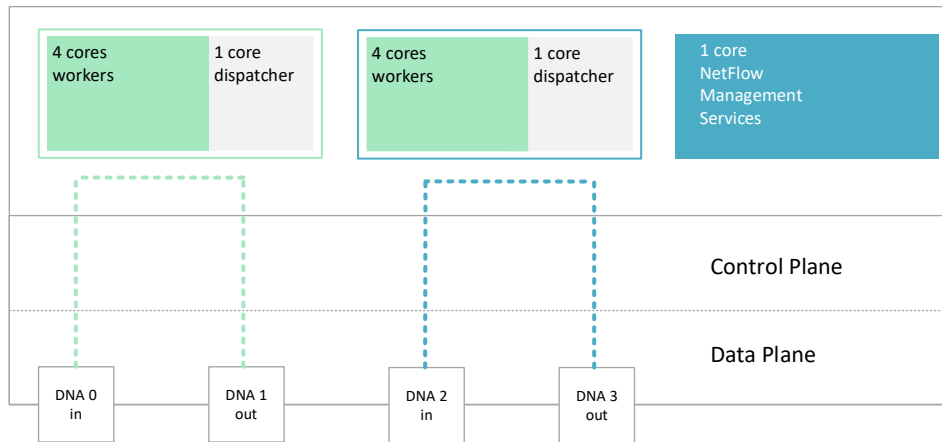 4 cores
workers
1 core
dispatcher
4 cores
workers
1 core
dispatcher
1 core
NetFlow
Management
Services
Control Plane
Data Plane
DNA 0
in
DNA 1
out
DNA 2
in
DNA 3
out